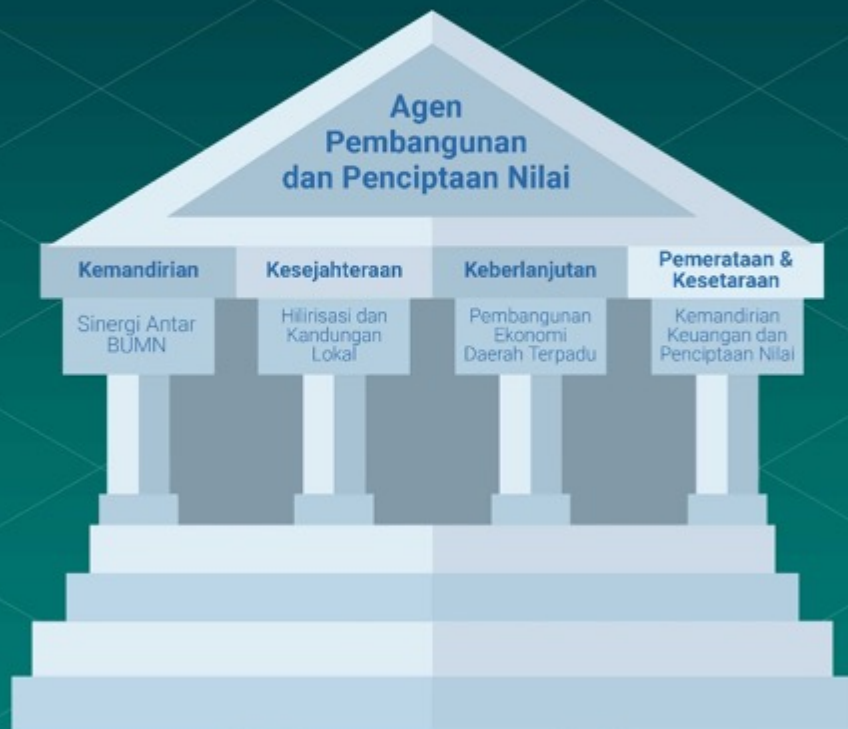 Agen
Pembangunan
dan Penciptaan Nilai
Kemandirian
Kesejahteraan
Keberlanjutan
Pemerataan &
Kesetaraan
Sinergi Antar
BUMN
Hilirisasi dan
Kandungan
Lokal
Pembangunan
Ekonomi
Daerah Terpadu
Kemandirian
Keuangan dan
Penciptaan Nilai